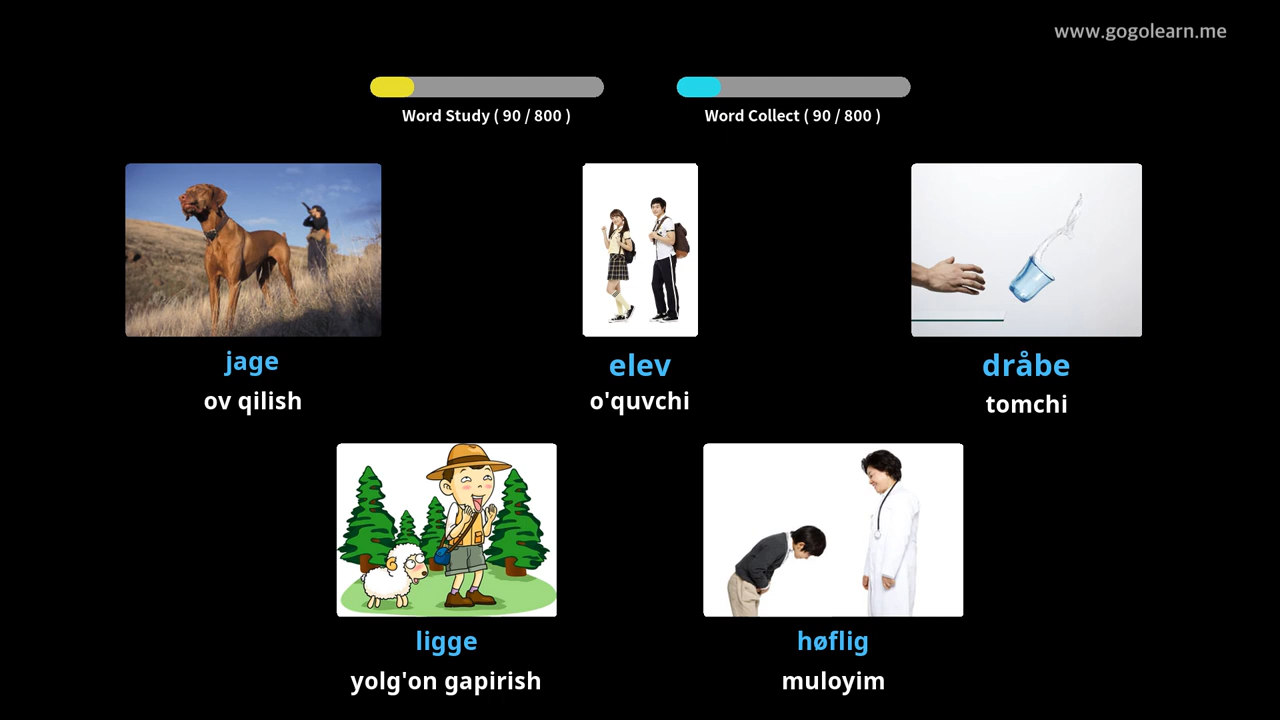 www.gogolearn.me
Word Study ( 90 / 800 )
Word Collect ( 90 / 800 )
jage
ov qilish
elev
o'quvchi
dråbe
tomchi
ligge
yolg'on gapirish
høflig
muloyim